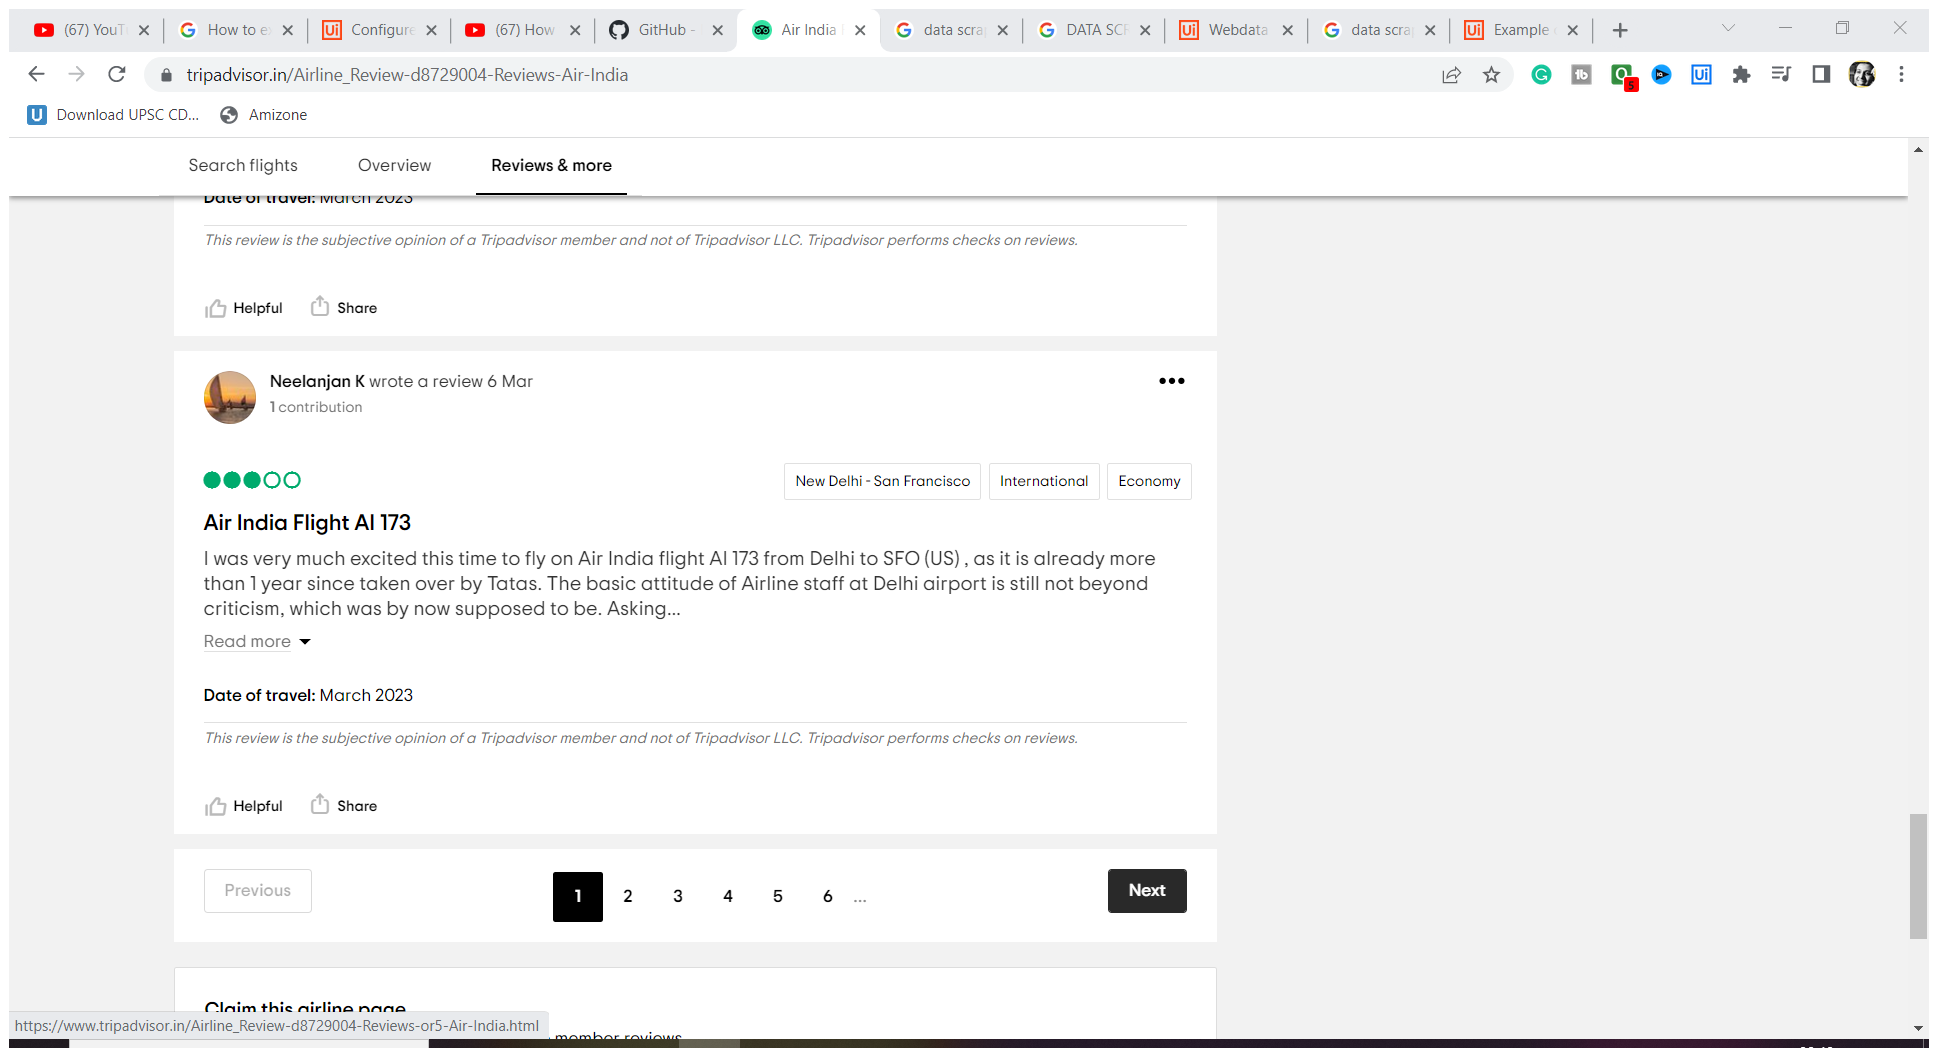 (67) YouT
How to e
Configure
(67) How
GitHub -
Air India
data scra
DATA SCR
Webdata
data scra
Example
tripadvisor.in/Airline_Review-d8729004-Reviews-Air-India
5
Download UPSC CD...
Amizone
Search flights
Overview
Reviews & more
Date of travel: March 2023
This review is the subjective opinion of a Tripadvisor member and not of Tripadvisor LLC. Tripadvisor performs checks on reviews.
Helpful
Share
Neelanjan K wrote a review 6 Mar
1 contribution
New Delhi - San Francisco
International
Economy
Air India Flight AI 173
I was very much excited this time to fly on Air India flight AI 173 from Delhi to SFO (US) , as it is already more
than 1 year since taken over by Tatas. The basic attitude of Airline staff at Delhi airport is still not beyond
criticism, which was by now supposed to be. Asking...
Read more
Date of travel: March 2023
This review is the subjective opinion of a Tripadvisor member and not of Tripadvisor LLC. Tripadvisor performs checks on reviews.
Helpful
Share
Previous
1 2 3 4 5 6 ...
Next
Claim this airline page
https://www.tripadvisor.in/Airline_Review-d8729004-Reviews-or5-Air-India.html
member reviews